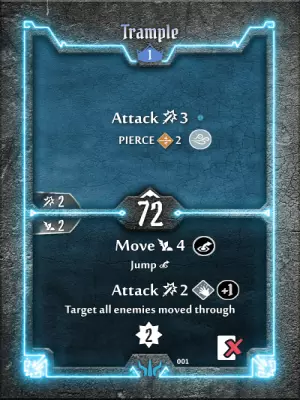 Trample
1
Attack 3
PIERCE 2
2
72
2
Move 4
Jump
Attack 2 +1
Target all enemies moved through
2
001